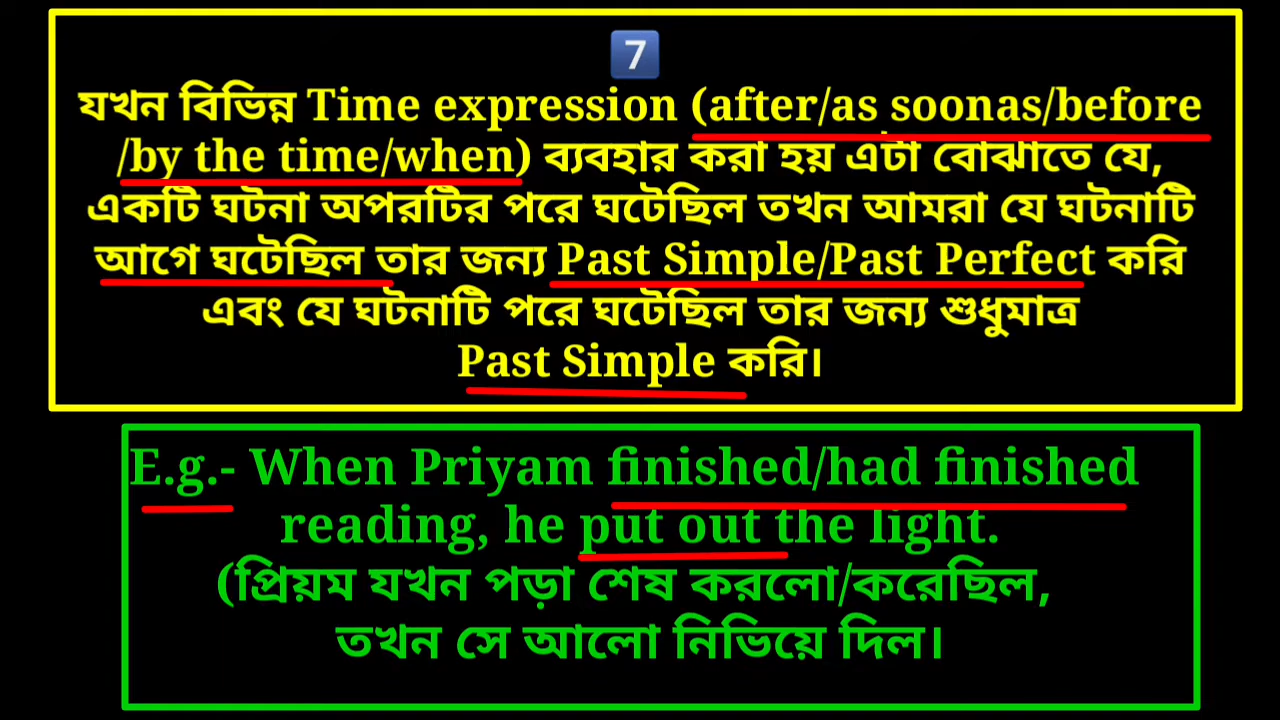 7
যখন বিভিন্ন Time expression (after/as soonas/before
/by the time/when) ব্যবহার করা হয় এটা বোঝাতে যে,
একটি ঘটনা অপরটির পরে ঘটেছিল তখন আমরা যে ঘটনাটি
আগে ঘটেছিল তার জন্য Past Simple/Past Perfect করি
এবং যে ঘটনাটি পরে ঘটেছিল তার জন্য শুধুমাত্র
Past Simple করি।
E.g.- When Priyam finished/had finished
reading, he put out the light.
(প্রিয়ম যখন পড়া শেষ করলো/করেছিল,
তখন সে আলো নিভিয়ে দিল।